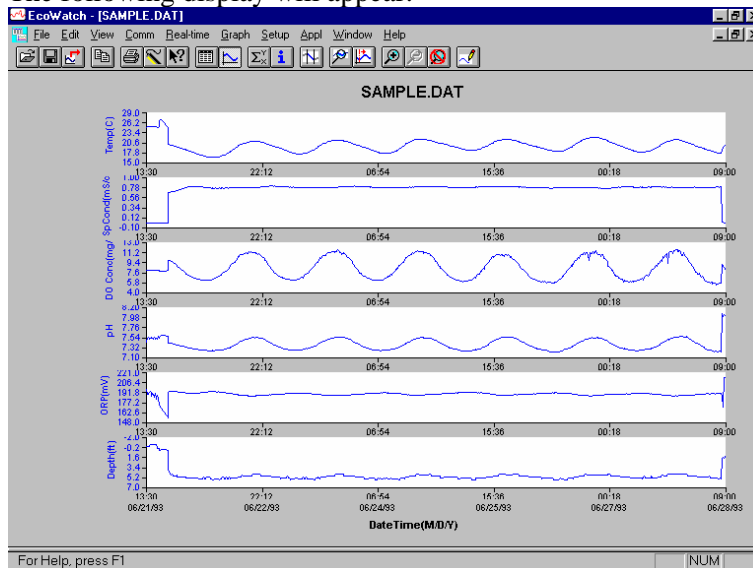 The following display will appear:
EcoWatch - [SAMPLE.DAT]
File Edit View Comm Real-time Graph Setup Appl Window Help
SAMPLE.DAT
Temp(C)
29.0
26.2
23.4
20.6
17.8
15.0
13:30 22:12 06:54 15:36 00:18 09:00
SpCond(mS/c
1.00
0.78
0.56
0.34
0.12
-0.10
13:30 22:12 06:54 15:36 00:18 09:00
DO Conc(mg/
13.0
11.2
9.4
7.6
5.8
4.0
13:30 22:12 06:54 15:36 00:18 09:00
pH
8.20
7.98
7.76
7.54
7.32
7.10
13:30 22:12 06:54 15:36 00:18 09:00
ORP(mV)
221.0
206.4
191.8
177.2
162.6
148.0
13:30 22:12 06:54 15:36 00:18 09:00
Depth(ft)
-2.0
-0.2
1.6
3.4
5.2
7.0
13:30 22:12 06:54 15:36 00:18 09:00
06/21/93 06/22/93 06/24/93 06/25/93 06/27/93 06/28/93
DateTime(M/D/Y)
For Help, press F1 NUM